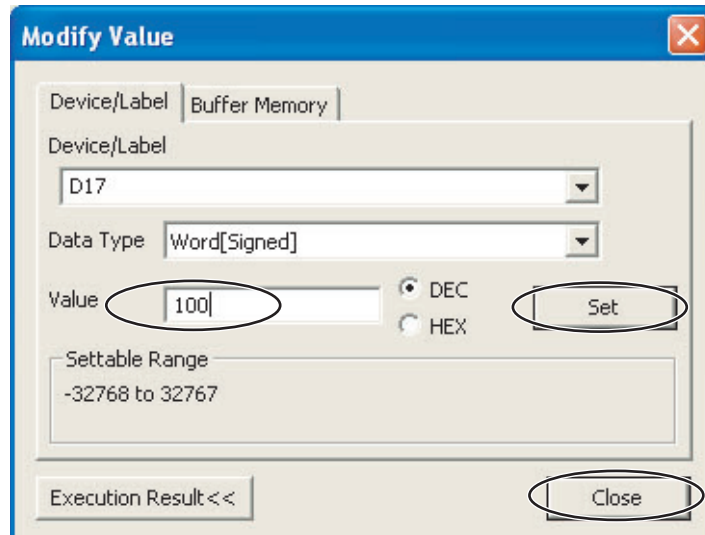 Modify Value
Device/Label Buffer Memory
Device/Label
D17
Data Type Word[Signed]
Value 100 DEC Set
HEX
Settable Range
-32768 to 32767
Execution Result<< Close